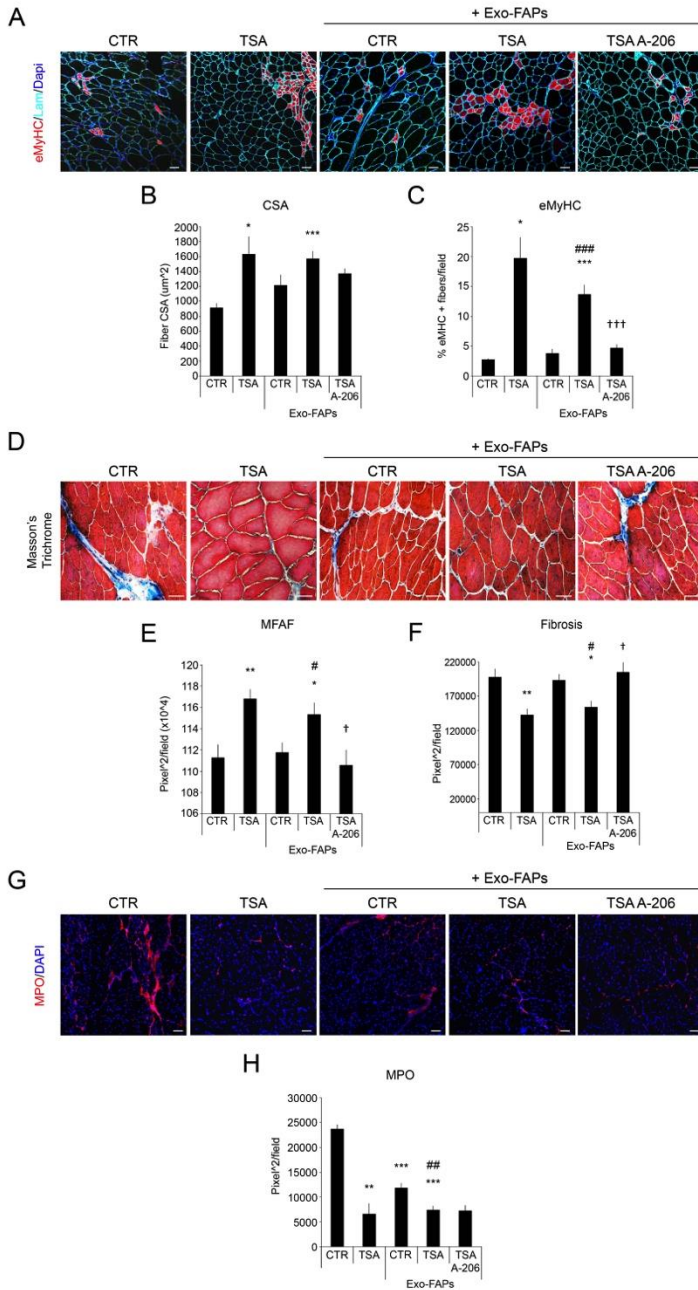 A
+ Exo-FAPs
CTR TSA CTR TSA TSA A-206
eMyHC/Lam/Dapi
B
CSA
Fiber CSA (um^2)
2000
1800
1600
1400
1200
1000
800
600
400
200
0
*
***
CTR TSA CTR TSA TSA A-206
Exo-FAPs
C
eMyHC
% eMHC + fibers/field
25
20
15
10
5
0
*
###
***
†††
CTR TSA CTR TSA TSA A-206
Exo-FAPs
D
+ Exo-FAPs
CTR TSA CTR TSA TSA A-206
Masson's
Trichrome
E
MFAF
Pixel^2/field (x10^4)
120
118
116
114
112
110
108
106
**
#
*
†
CTR TSA CTR TSA TSA A-206
Exo-FAPs
F
Fibrosis
Pixel^2/field
220000
180000
140000
100000
60000
20000
**
#
*
†
CTR TSA CTR TSA TSA A-206
Exo-FAPs
G
+ Exo-FAPs
CTR TSA CTR TSA TSA A-206
MPO/DAPI
H
MPO
Pixel^2/field
30000
25000
20000
15000
10000
5000
0
**
***
##
***
CTR TSA CTR TSA TSA A-206
Exo-FAPs